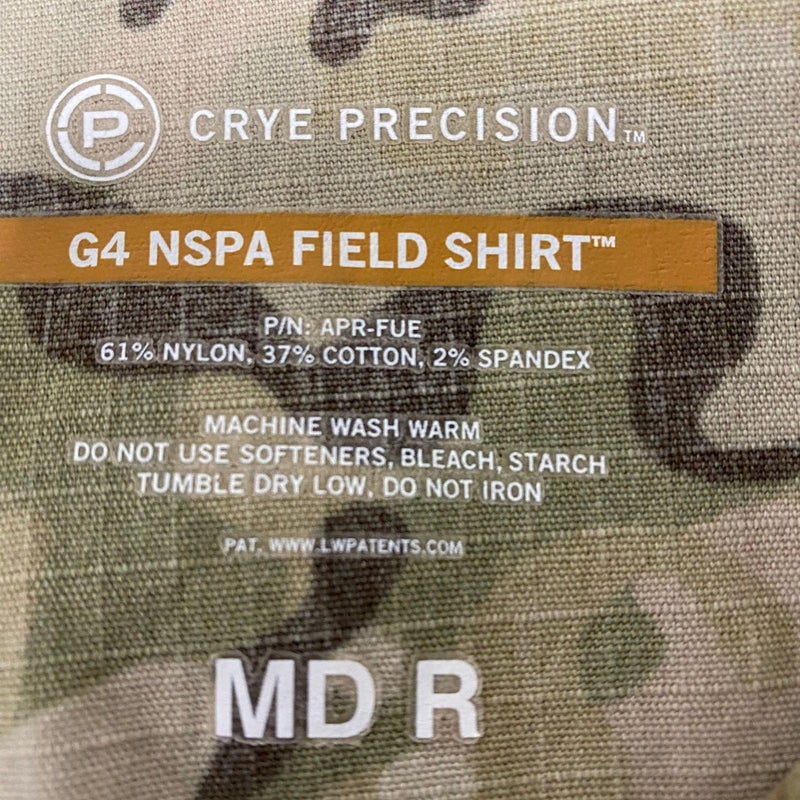 CP CRYE PRECISION™
G4 NSPA FIELD SHIRT™
P/N: APR-FUE
61% NYLON, 37% COTTON, 2% SPANDEX
MACHINE WASH WARM
DO NOT USE SOFTENERS, BLEACH, STARCH
TUMBLE DRY LOW, DO NOT IRON
PAT. WWW.LWPATENTS.COM
MD R